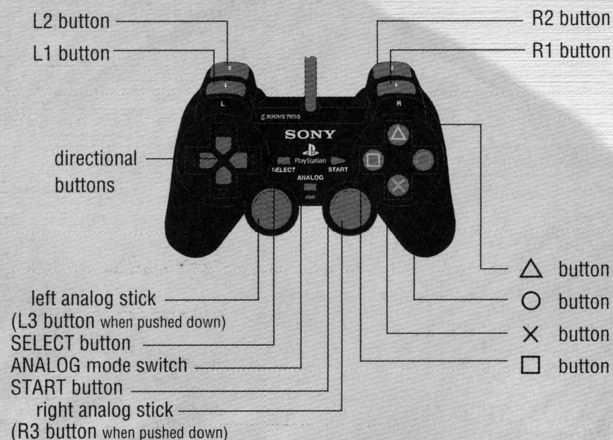 L2 button
R2 button
L1 button
R1 button
L
R
SONY
PlayStation
SELECT
START
ANALOG
directional
buttons
△ button
○ button
✕ button
□ button
left analog stick
(L3 button when pushed down)
SELECT button
ANALOG mode switch
START button
right analog stick
(R3 button when pushed down)